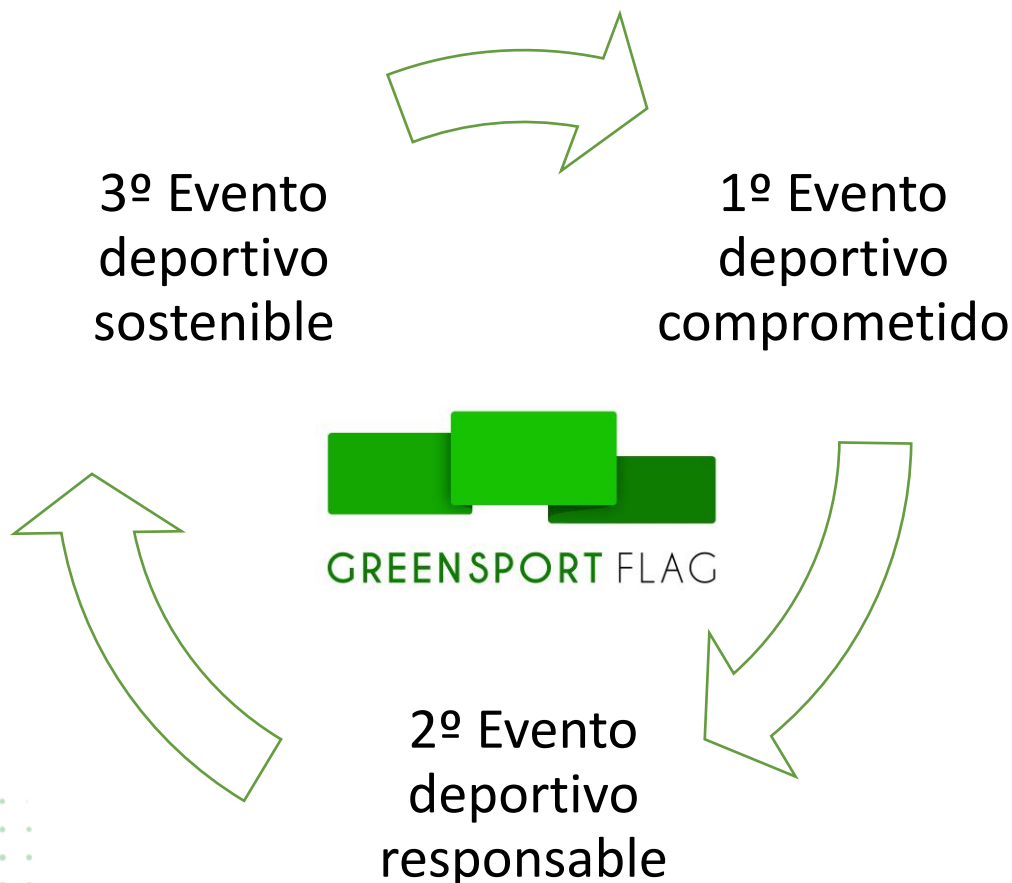 3º Evento
deportivo
sostenible
1º Evento
deportivo
comprometido
GREENSPORT FLAG
2º Evento
deportivo
responsable